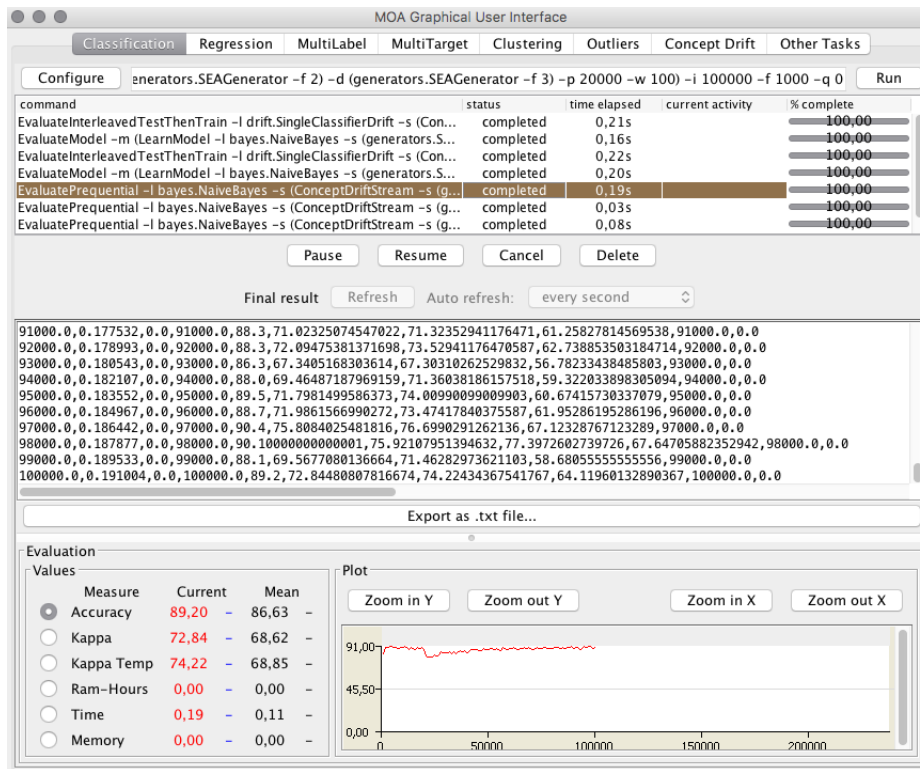 MOA Graphical User Interface
Classification Regression MultiLabel MultiTarget Clustering Outliers Concept Drift Other Tasks
Configure enerators.SEAGenerator -f 2) -d (generators.SEAGenerator -f 3) -p 20000 -w 100) -i 100000 -f 1000 -q 0 Run
command status time elapsed current activity % complete
EvaluateInterleavedTestThenTrain -l drift.SingleClassifierDrift -s (Con... completed 0,21s 100,00
EvaluateModel -m (LearnModel -l bayes.NaiveBayes -s (generators.S... completed 0,16s 100,00
EvaluateInterleavedTestThenTrain -l drift.SingleClassifierDrift -s (Con... completed 0,22s 100,00
EvaluateModel -m (LearnModel -l bayes.NaiveBayes -s (generators.S... completed 0,20s 100,00
EvaluatePrequential -l bayes.NaiveBayes -s (ConceptDriftStream -s (g... completed 0,19s 100,00
EvaluatePrequential -l bayes.NaiveBayes -s (ConceptDriftStream -s (g... completed 0,03s 100,00
EvaluatePrequential -l bayes.NaiveBayes -s (ConceptDriftStream -s (g... completed 0,08s 100,00
Pause Resume Cancel Delete
Final result Refresh Auto refresh: every second
91000.0,0.177532,0.0,91000.0,88.3,71.02325074547022,71.32352941176471,61.25827814569538,91000.0,0.0
92000.0,0.178993,0.0,92000.0,88.3,72.09475381371698,73.52941176470587,62.738853503184714,92000.0,0.0
93000.0,0.180543,0.0,93000.0,86.3,67.3405168303614,67.30310262529832,56.78233438485803,93000.0,0.0
94000.0,0.182107,0.0,94000.0,88.0,69.46487187969159,71.36038186157518,59.322033898305094,94000.0,0.0
95000.0,0.183552,0.0,95000.0,89.5,71.7981499586373,74.00990099009903,60.67415730337079,95000.0,0.0
96000.0,0.184967,0.0,96000.0,88.7,71.9861566990272,73.47417840375587,61.95286195286196,96000.0,0.0
97000.0,0.186442,0.0,97000.0,90.4,75.8084025481816,76.6990291262136,67.12328767123289,97000.0,0.0
98000.0,0.187877,0.0,98000.0,90.10000000000001,75.92107951394632,77.3972602739726,67.64705882352942,98000.0,0.0
99000.0,0.189533,0.0,99000.0,88.1,69.5677080136664,71.46282973621103,58.68055555555556,99000.0,0.0
100000.0,0.191004,0.0,100000.0,89.2,72.84480807816674,74.22434367541767,64.11960132890367,100000.0,0.0
Export as .txt file...
Evaluation
Values Plot
Measure Current Mean
Zoom in Y Zoom out Y Zoom in X Zoom out X
Accuracy 89,20 - 86,63 -
Kappa 72,84 - 68,62 -
Kappa Temp 74,22 - 68,85 -
Ram-Hours 0,00 - 0,00 -
Time 0,19 - 0,11 -
Memory 0,00 - 0,00 -
91,00
45,50
0,00
0 50000 100000 150000 200000